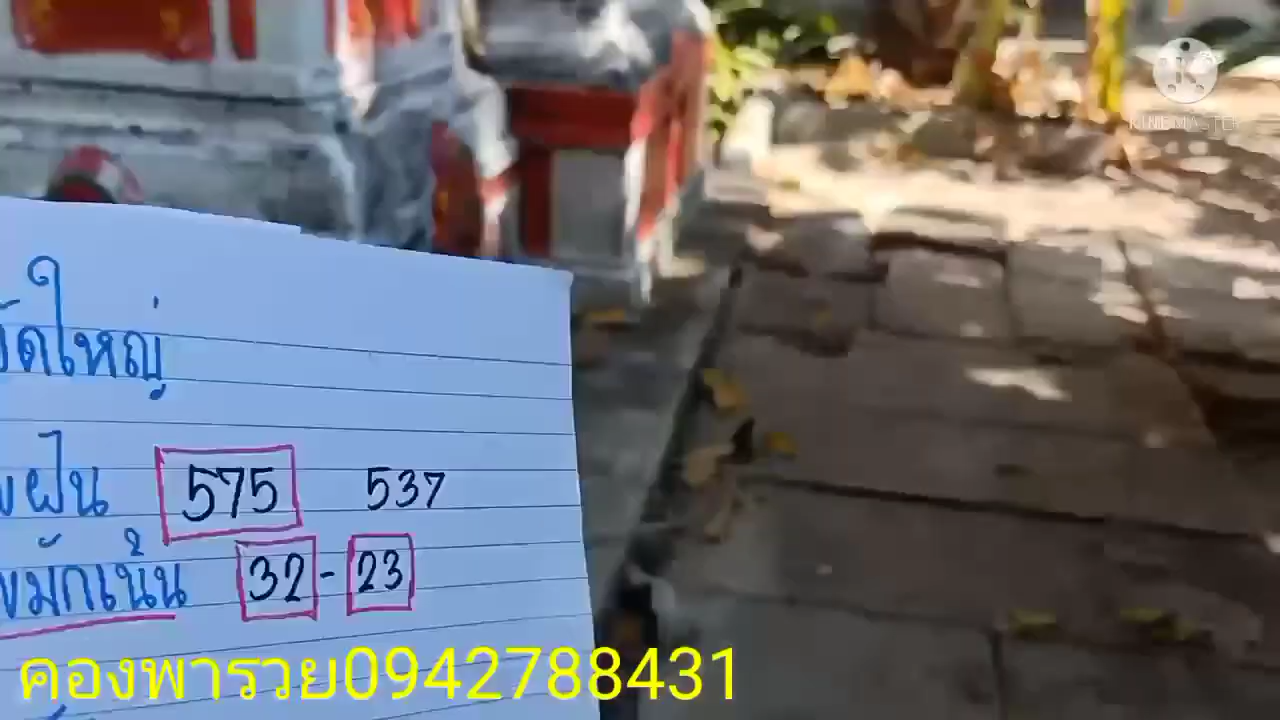 KINEMASTER
ัดใหญ่
ฝัน 575 537
มักเน้น 32 - 23
คองพารวย0942788431